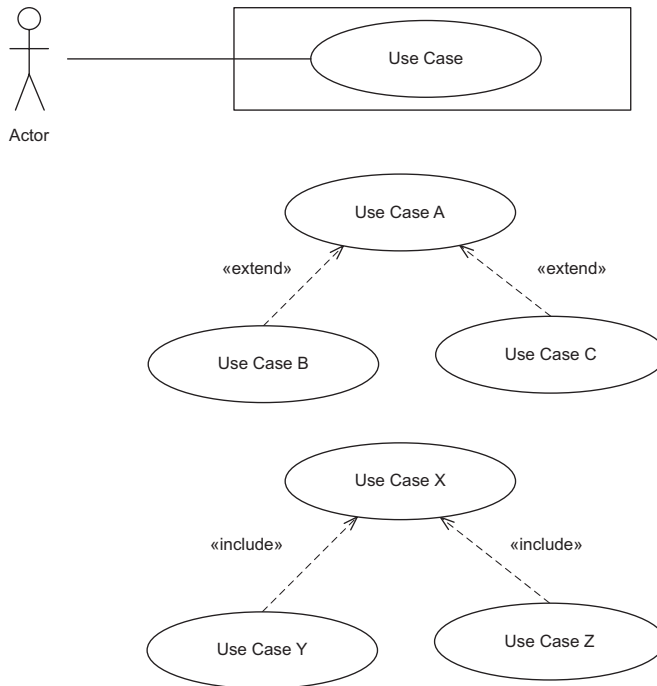 Use Case
Actor
Use Case A
«extend»
«extend»
Use Case B
Use Case C
Use Case X
«include»
«include»
Use Case Y
Use Case Z